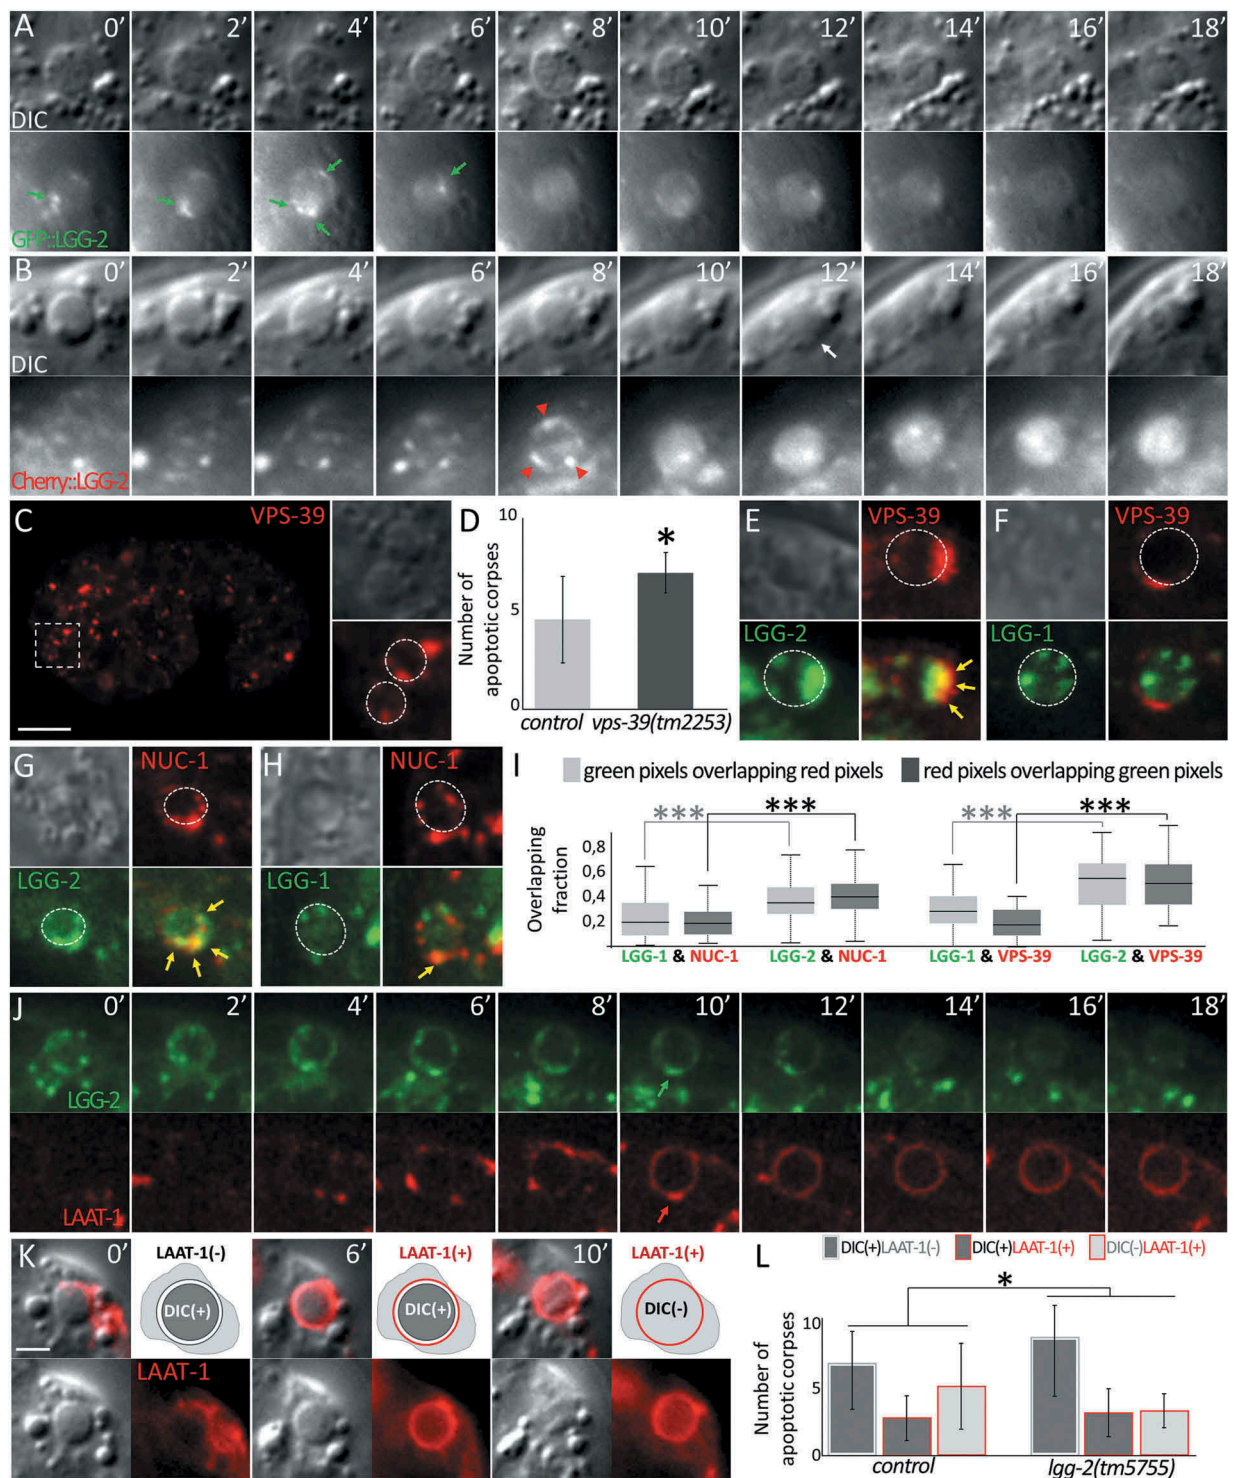 A 0’ 2’ 4’ 6’ 8’ 10’ 12’ 14’ 16’ 18’
DIC
GFP::LGG-2
B 0’ 2’ 4’ 6’ 8’ 10’ 12’ 14’ 16’ 18’
DIC
Cherry::LGG-2
C VPS-39
D
10
5
0
Number of
apoptotic corpses
*
control vps-39(tm2253)
E VPS-39
LGG-2
F VPS-39
LGG-1
G NUC-1
LGG-2
H NUC-1
LGG-1
I green pixels overlapping red pixels red pixels overlapping green pixels
*** *** *** ***
Overlapping
fraction
0,8
0,6
0,4
0,2
LGG-1 & NUC-1 LGG-2 & NUC-1 LGG-1 & VPS-39 LGG-2 & VPS-39
J 0’ 2’ 4’ 6’ 8’ 10’ 12’ 14’ 16’ 18’
LGG-2
LAAT-1
K 0’ LAAT-1(-) 6’ LAAT-1(+) 10’ LAAT-1(+)
DIC(+) DIC(+) DIC(-)
LAAT-1
L DIC(+)LAAT-1(-) DIC(+)LAAT-1(+) DIC(-)LAAT-1(+)
*
Number of
apoptotic corpses
10
5
0
control lgg-2(tm5755)